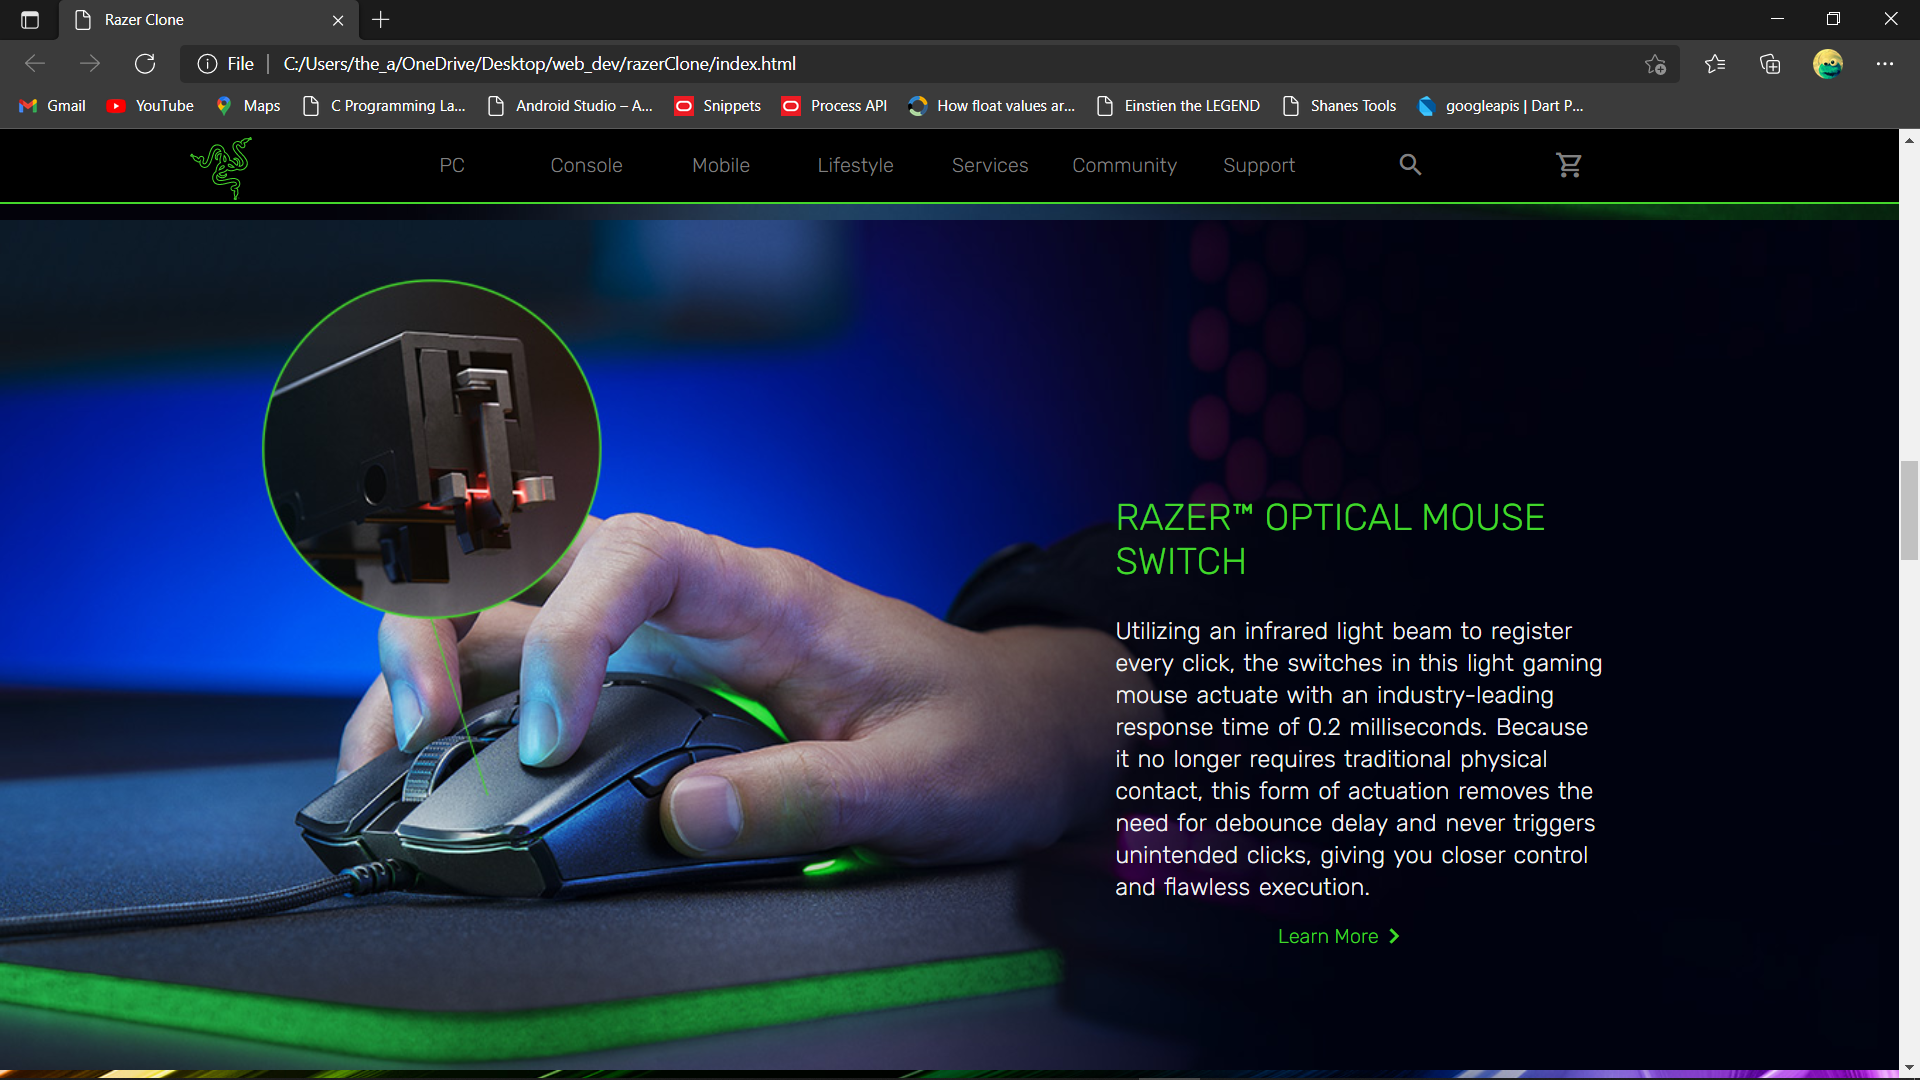 Razer Clone
File
C:/Users/the_a/OneDrive/Desktop/web_dev/razerClone/index.html
Gmail YouTube Maps C Programming La... Android Studio – A... Snippets Process API How float values ar... Einstien the LEGEND Shanes Tools googleapis | Dart P...
PC Console Mobile Lifestyle Services Community Support
RAZER™ OPTICAL MOUSE
SWITCH
Utilizing an infrared light beam to register
every click, the switches in this light gaming
mouse actuate with an industry-leading
response time of 0.2 milliseconds. Because
it no longer requires traditional physical
contact, this form of actuation removes the
need for debounce delay and never triggers
unintended clicks, giving you closer control
and flawless execution.
Learn More